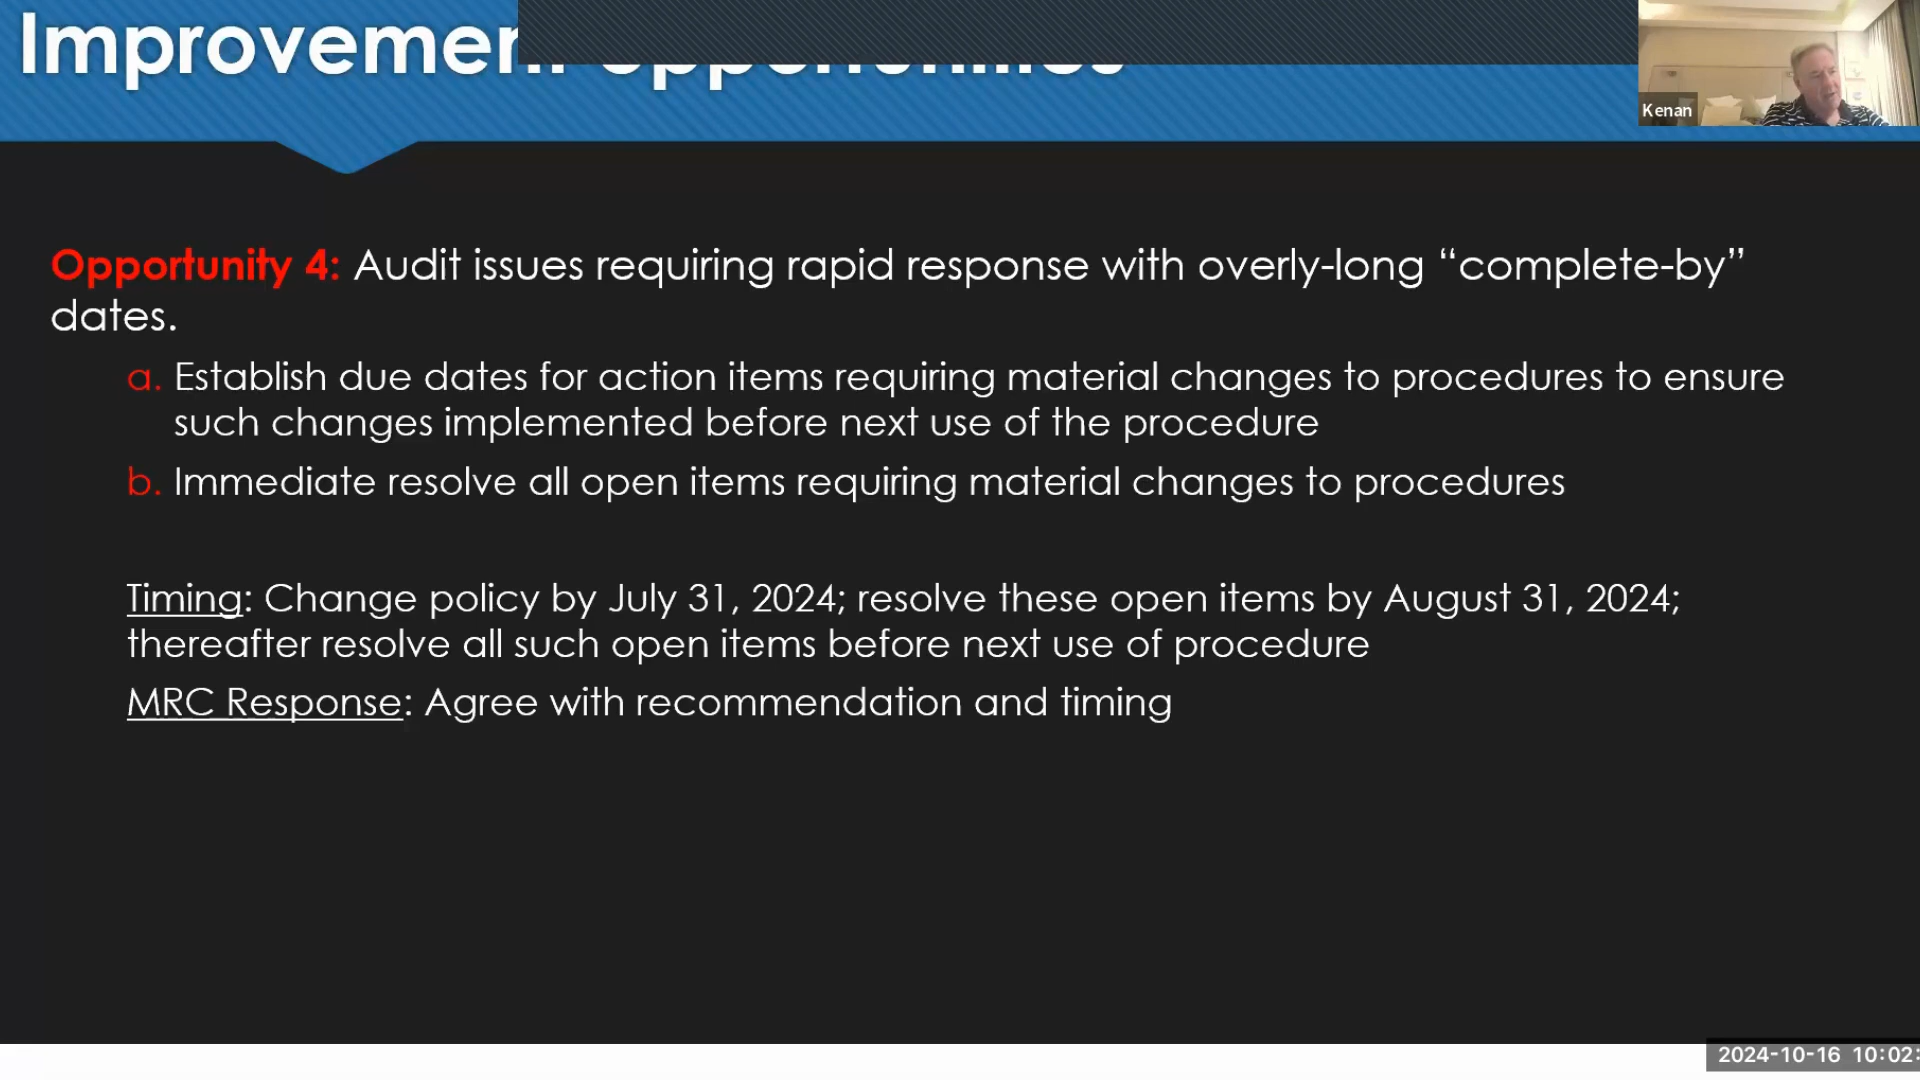 Improvement Opportunities
Kenan
Opportunity 4: Audit issues requiring rapid response with overly-long “complete-by”
dates.
a. Establish due dates for action items requiring material changes to procedures to ensure
such changes implemented before next use of the procedure
b. Immediate resolve all open items requiring material changes to procedures
Timing: Change policy by July 31, 2024; resolve these open items by August 31, 2024;
thereafter resolve all such open items before next use of procedure
MRC Response: Agree with recommendation and timing
2024-10-16 10:02: